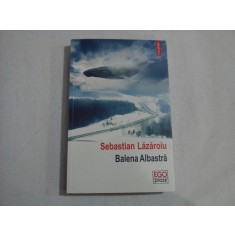 Sebastian Lăzăroiu
Balena Albastră
EGO
PROZĂ